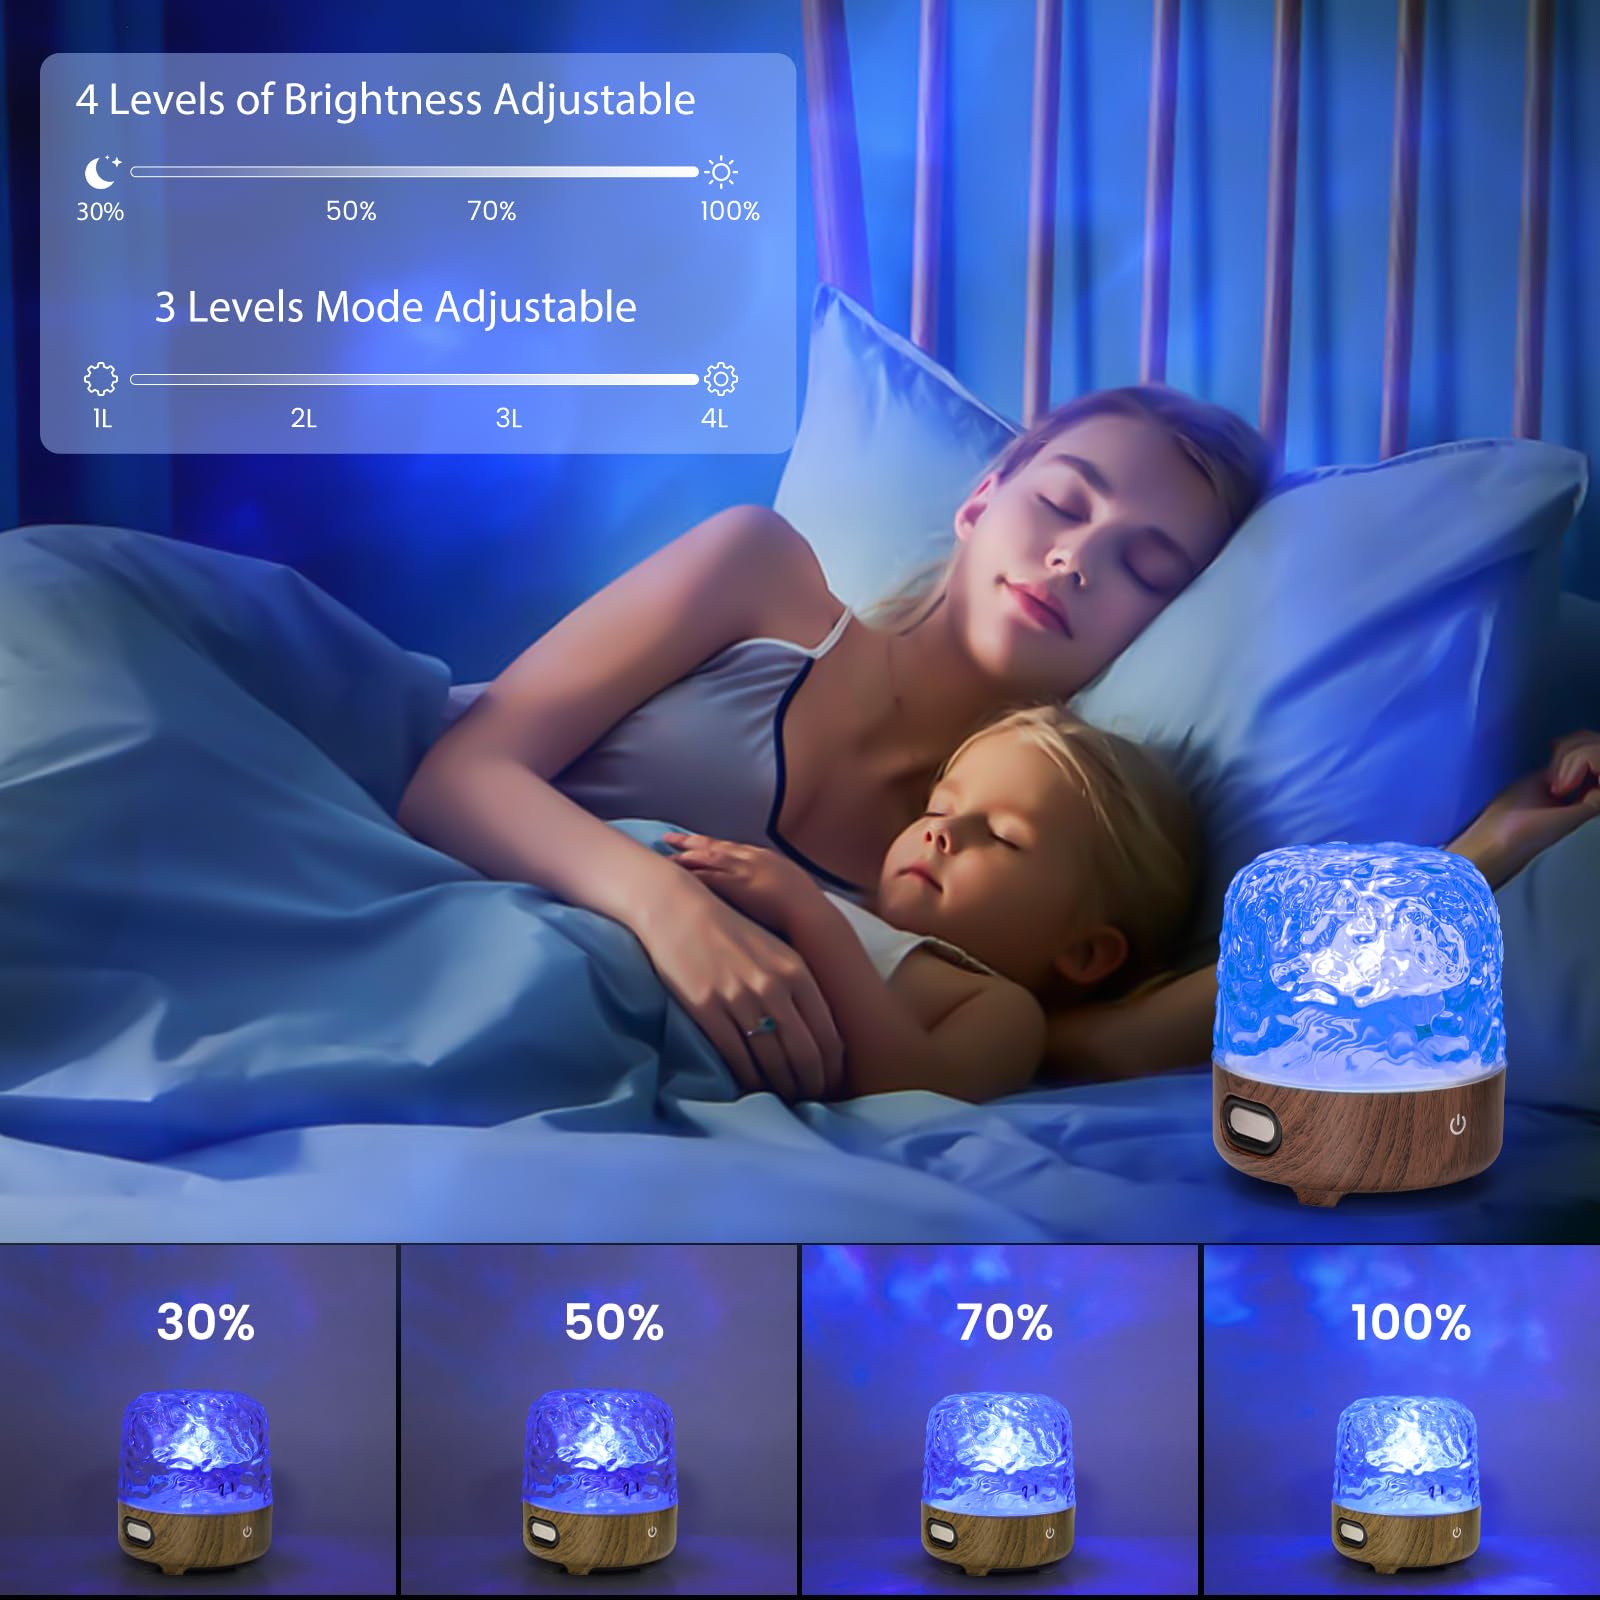 4 Levels of Brightness Adjustable
30% 50% 70% 100%
3 Levels Mode Adjustable
1L 2L 3L 4L
30% 50% 70% 100%